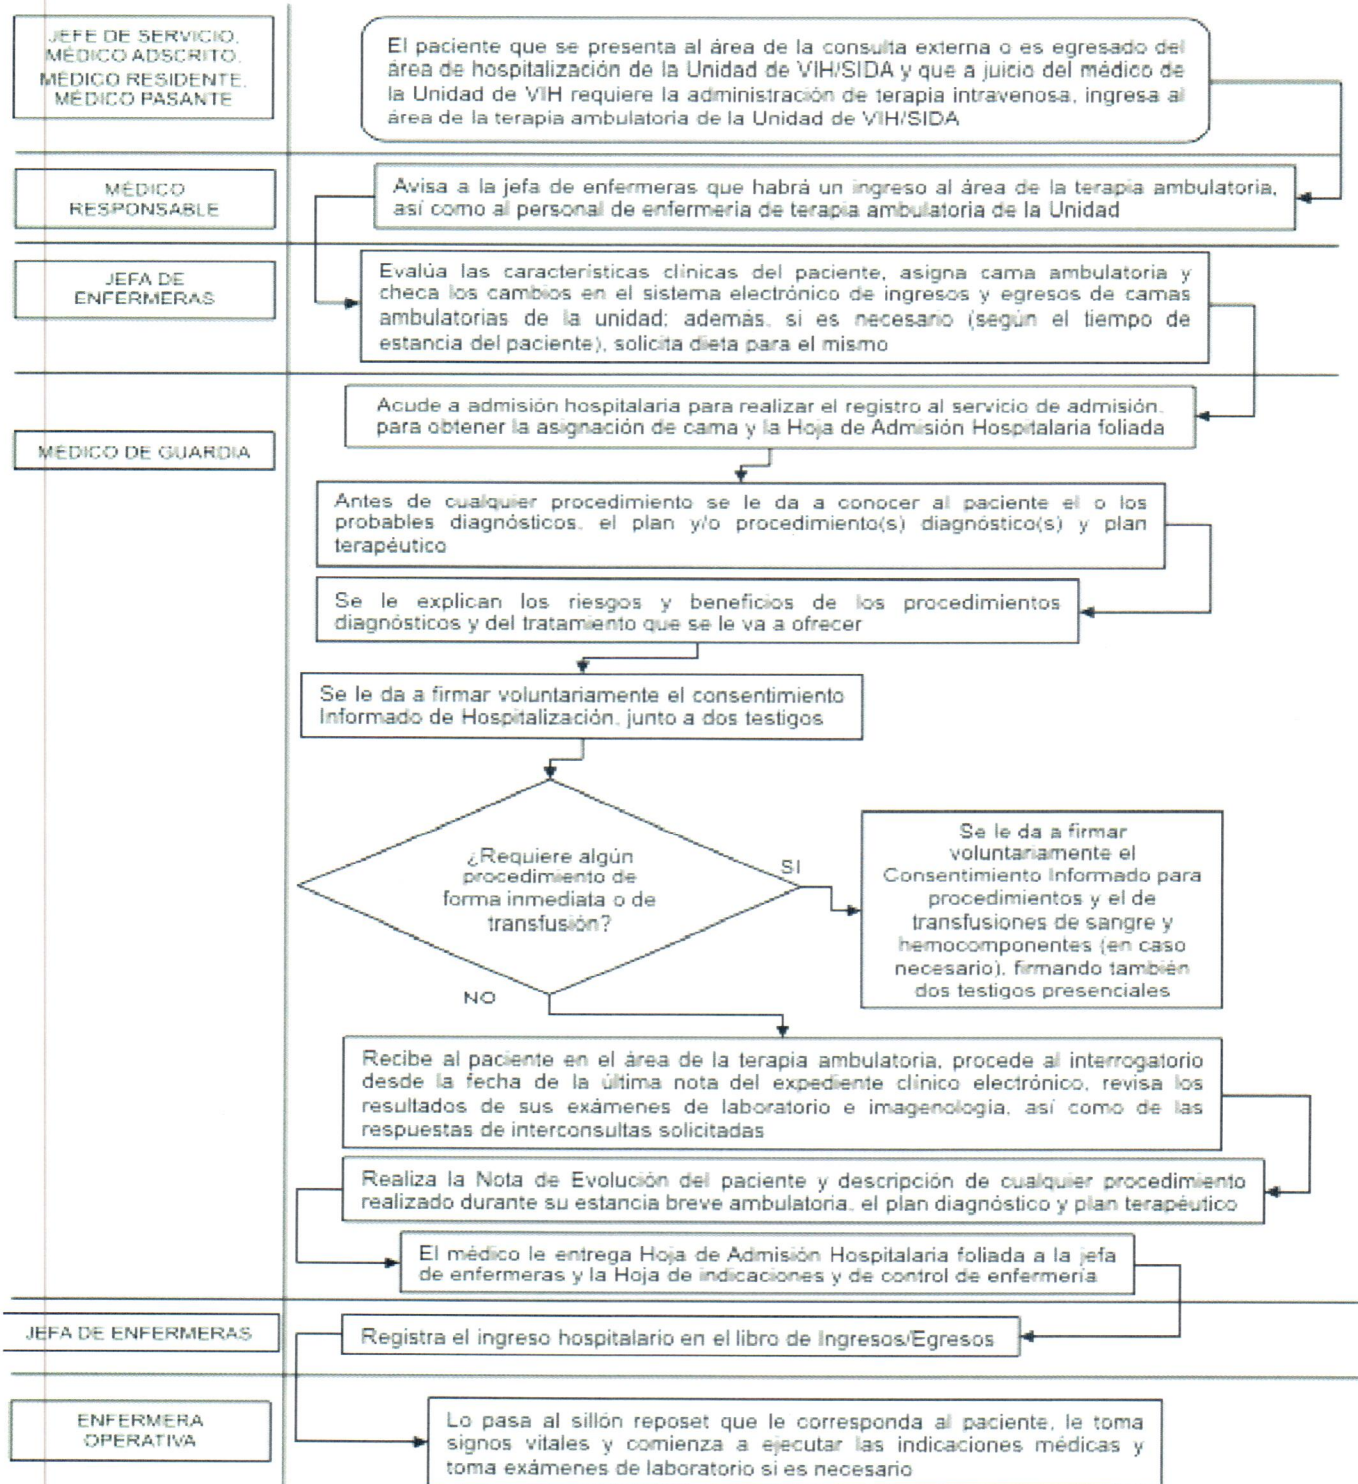 JEFE DE SERVICIO,
MÉDICO ADSCRITO,
MÉDICO RESIDENTE,
MÉDICO PASANTE
El paciente que se presenta al área de la consulta externa o es egresado del
área de hospitalización de la Unidad de VIH/SIDA y que a juicio del médico de
la Unidad de VIH requiere la administración de terapia intravenosa, ingresa al
área de la terapia ambulatoria de la Unidad de VIH/SIDA
MÉDICO
RESPONSABLE
Avisa a la jefa de enfermeras que habrá un ingreso al área de la terapia ambulatoria,
así como al personal de enfermería de terapia ambulatoria de la Unidad
JEFA DE
ENFERMERAS
Evalúa las características clínicas del paciente, asigna cama ambulatoria y
checa los cambios en el sistema electrónico de ingresos y egresos de camas
ambulatorias de la unidad; además, si es necesario (según el tiempo de
estancia del paciente), solicita dieta para el mismo
MÉDICO DE GUARDIA
Acude a admisión hospitalaria para realizar el registro al servicio de admisión,
para obtener la asignación de cama y la Hoja de Admisión Hospitalaria foliada
Antes de cualquier procedimiento se le da a conocer al paciente el o los
probables diagnósticos, el plan y/o procedimiento(s) diagnóstico(s) y plan
terapéutico
Se le explican los riesgos y beneficios de los procedimientos
diagnósticos y del tratamiento que se le va a ofrecer
Se le da a firmar voluntariamente el consentimiento
Informado de Hospitalización, junto a dos testigos
¿Requiere algún
procedimiento de
forma inmediata o de
transfusión?
SI
Se le da a firmar
voluntariamente el
Consentimiento Informado para
procedimientos y el de
transfusiones de sangre y
hemocomponentes (en caso
necesario), firmando también
dos testigos presenciales
NO
Recibe al paciente en el área de la terapia ambulatoria, procede al interrogatorio
desde la fecha de la última nota del expediente clínico electrónico, revisa los
resultados de sus exámenes de laboratorio e imagenología, así como de las
respuestas de interconsultas solicitadas
Realiza la Nota de Evolución del paciente y descripción de cualquier procedimiento
realizado durante su estancia breve ambulatoria, el plan diagnóstico y plan terapéutico
El médico le entrega Hoja de Admisión Hospitalaria foliada a la jefa
de enfermeras y la Hoja de indicaciones y de control de enfermería
JEFA DE ENFERMERAS
Registra el ingreso hospitalario en el libro de Ingresos/Egresos
ENFERMERA
OPERATIVA
Lo pasa al sillón reposet que le corresponda al paciente, le toma
signos vitales y comienza a ejecutar las indicaciones médicas y
toma exámenes de laboratorio si es necesario